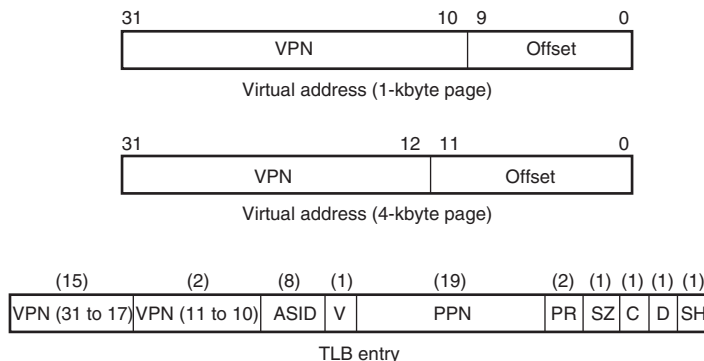 31 10 9 0
VPN Offset
Virtual address (1-kbyte page)
31 12 11 0
VPN Offset
Virtual address (4-kbyte page)
(15) (2) (8) (1) (19) (2) (1) (1) (1) (1)
VPN (31 to 17) VPN (11 to 10) ASID V PPN PR SZ C D SH
TLB entry